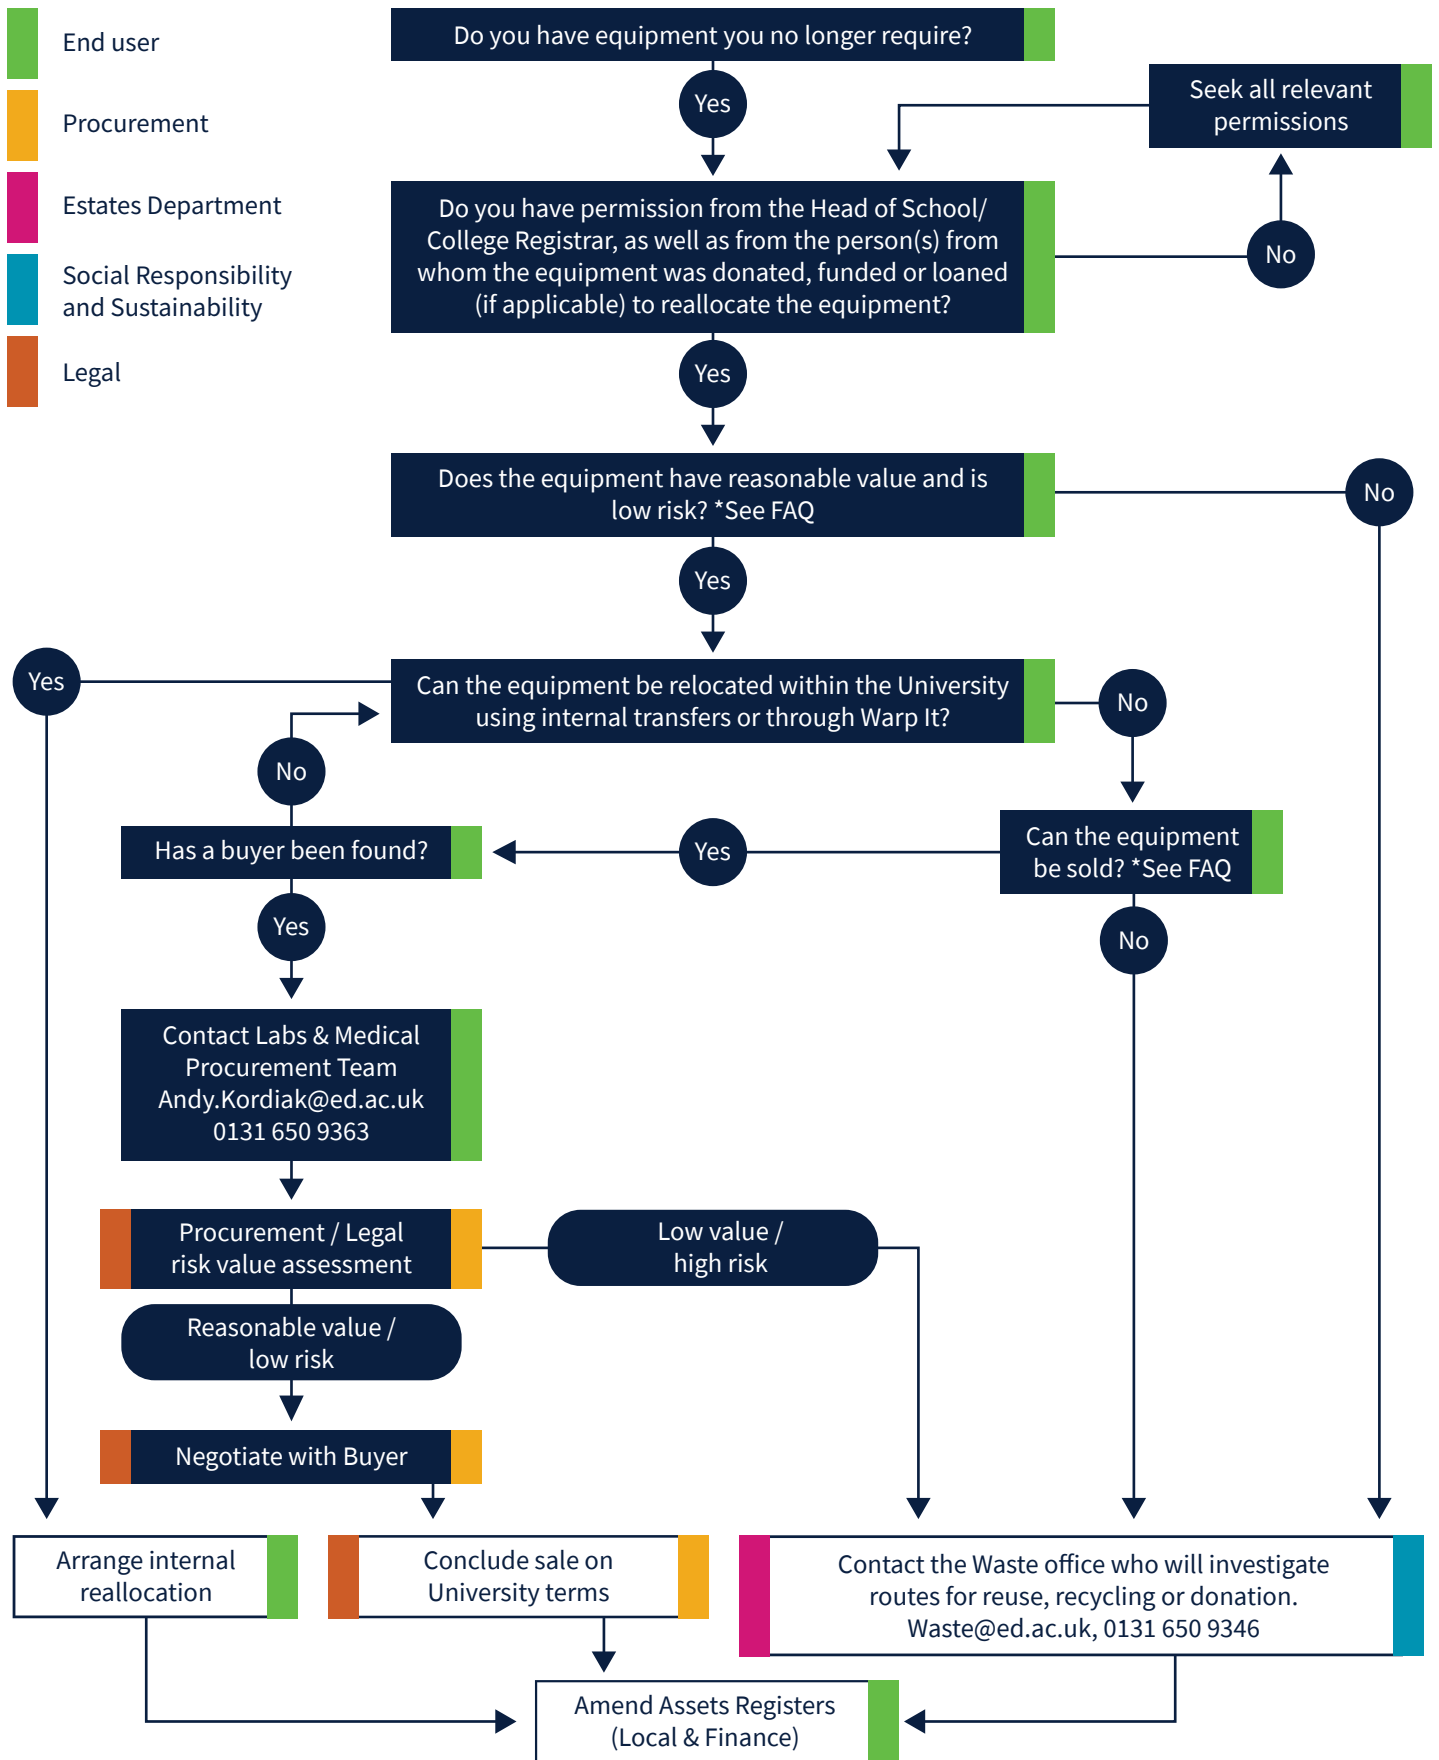 End user
Procurement
Estates Department
Social Responsibility
and Sustainability
Legal
Do you have equipment you no longer require?
Yes
Seek all relevant
permissions
Do you have permission from the Head of School/
College Registrar, as well as from the person(s) from
whom the equipment was donated, funded or loaned
(if applicable) to reallocate the equipment?
No
Yes
Does the equipment have reasonable value and is
low risk? *See FAQ
No
Yes
Yes
Can the equipment be relocated within the University
using internal transfers or through Warp It?
No
No
Has a buyer been found?
Yes
Can the equipment
be sold? *See FAQ
Yes
No
Contact Labs & Medical
Procurement Team
Andy.Kordiak@ed.ac.uk
0131 650 9363
Procurement / Legal
risk value assessment
Low value /
high risk
Reasonable value /
low risk
Negotiate with Buyer
Arrange internal
reallocation
Conclude sale on
University terms
Contact the Waste office who will investigate
routes for reuse, recycling or donation.
Waste@ed.ac.uk, 0131 650 9346
Amend Assets Registers
(Local & Finance)